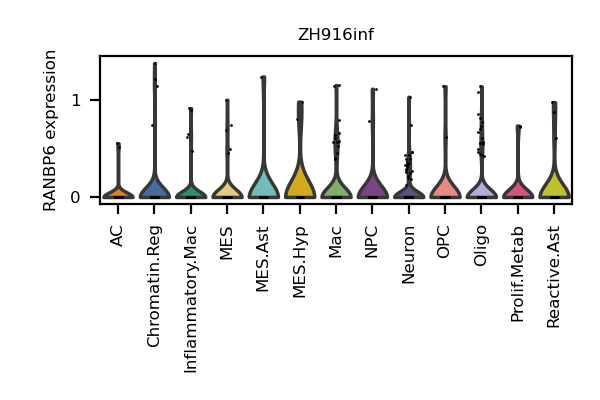 ZH916inf
RANBP6 expression
1
0
AC
Chromatin.Reg
Inflammatory.Mac
MES
MES.Ast
MES.Hyp
Mac
NPC
Neuron
OPC
Oligo
Prolif.Metab
Reactive.Ast